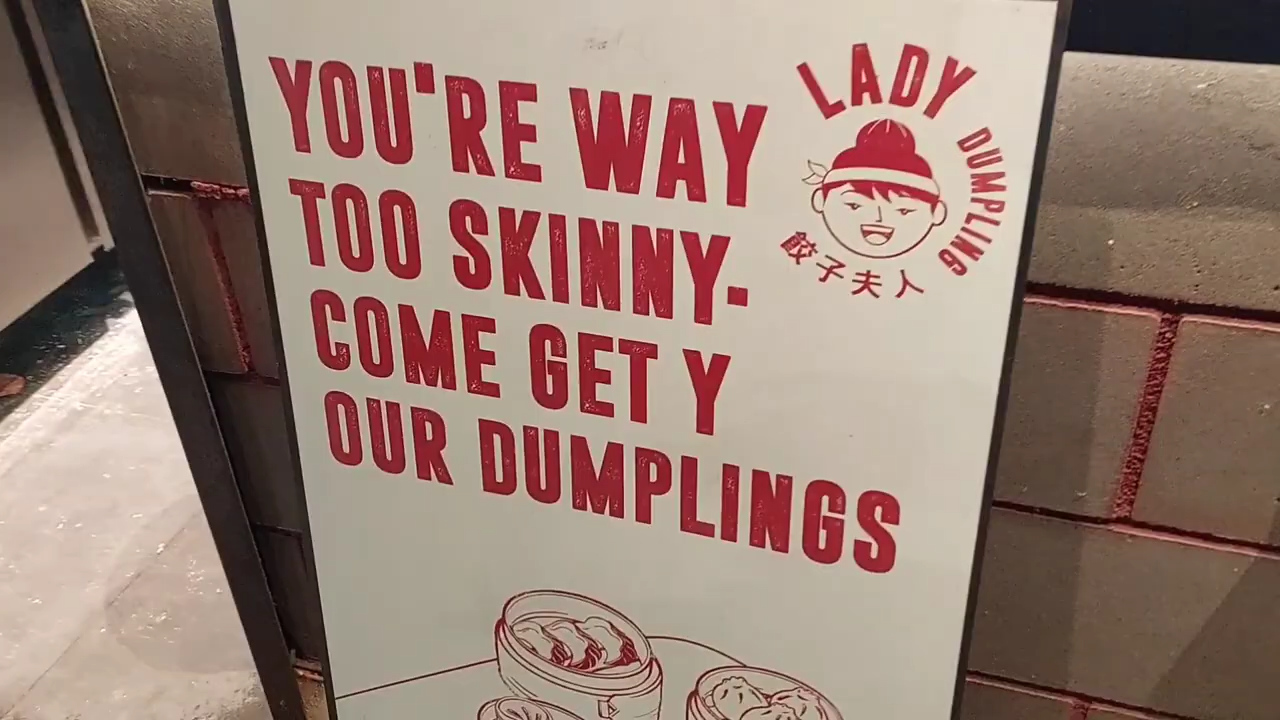 YOU'RE WAY
TOO SKINNY-
COME GET Y
OUR DUMPLINGS
LADY DUMPLING
餃子夫人